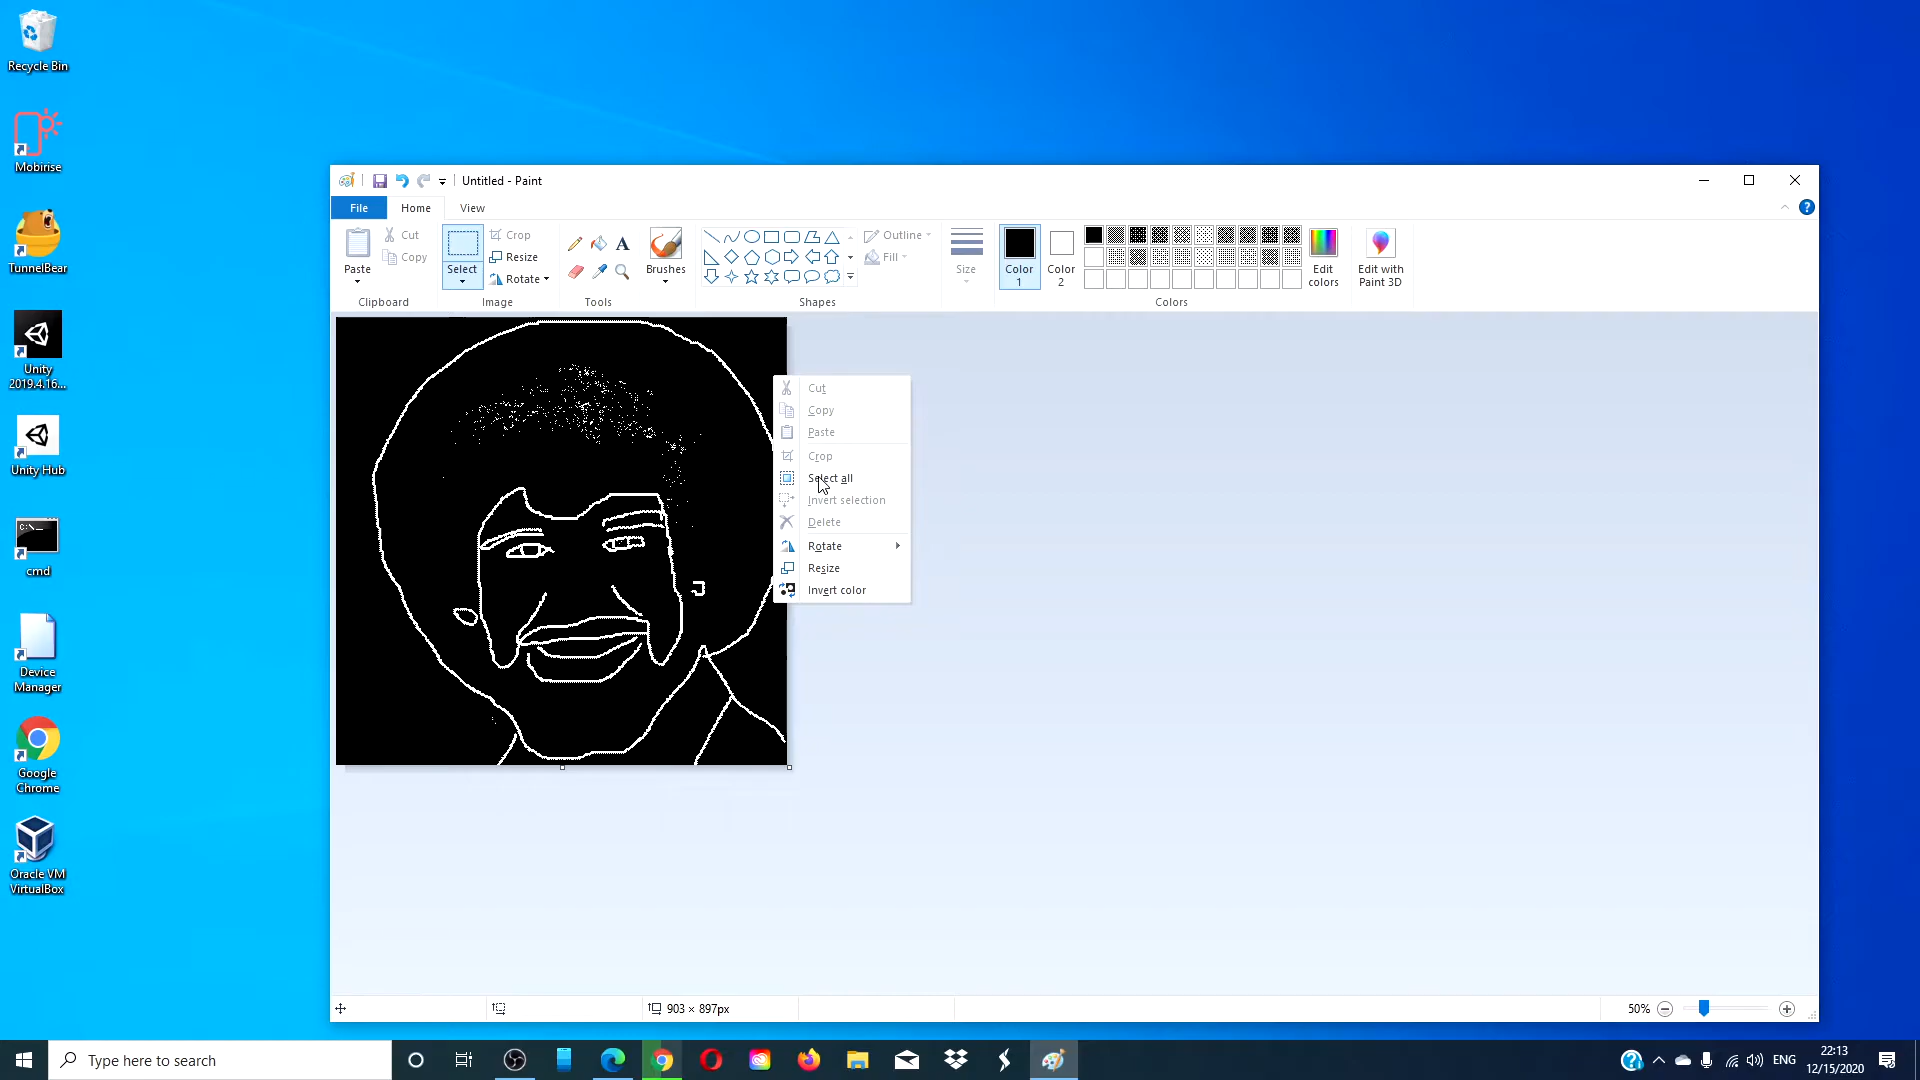 Recycle Bin
Mobirise
TunnelBear
Unity
2019.4.16...
Unity Hub
C:\_
cmd
Device
Manager
Google
Chrome
Oracle VM
VirtualBox
Untitled - Paint
File
Home
View
?
Paste
Cut
Copy
Clipboard
Select
Crop
Resize
Rotate
Image
A
Tools
Brushes
Shapes
Outline
Fill
Size
Color
1
Color
2
Colors
Edit
colors
Edit with
Paint 3D
Cut
Copy
Paste
Crop
Select all
Invert selection
Delete
Rotate
Resize
Invert color
903 × 897px
50%
Type here to search
ENG
22:13
12/15/2020